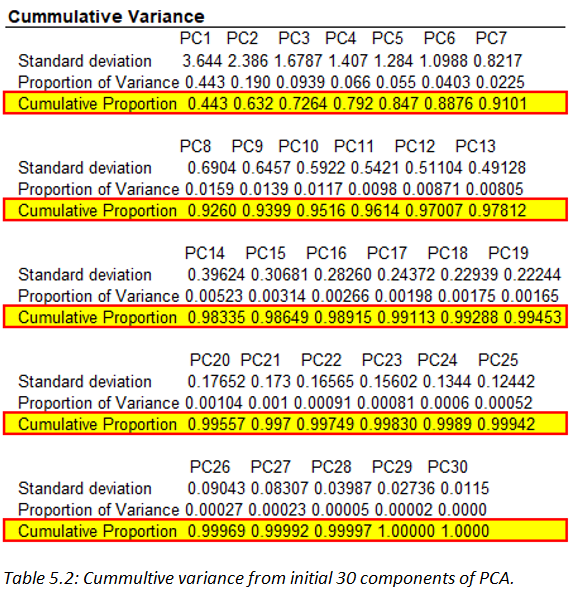 Cummulative Variance
PC1 PC2 PC3 PC4 PC5 PC6 PC7
Standard deviation 3.644 2.386 1.6787 1.407 1.284 1.0988 0.8217
Proportion of Variance 0.443 0.190 0.0939 0.066 0.055 0.0403 0.0225
Cumulative Proportion 0.443 0.632 0.7264 0.792 0.847 0.8876 0.9101
PC8 PC9 PC10 PC11 PC12 PC13
Standard deviation 0.6904 0.6457 0.5922 0.5421 0.51104 0.49128
Proportion of Variance 0.0159 0.0139 0.0117 0.0098 0.00871 0.00805
Cumulative Proportion 0.9260 0.9399 0.9516 0.9614 0.97007 0.97812
PC14 PC15 PC16 PC17 PC18 PC19
Standard deviation 0.39624 0.30681 0.28260 0.24372 0.22939 0.22244
Proportion of Variance 0.00523 0.00314 0.00266 0.00198 0.00175 0.00165
Cumulative Proportion 0.98335 0.98649 0.98915 0.99113 0.99288 0.99453
PC20 PC21 PC22 PC23 PC24 PC25
Standard deviation 0.17652 0.173 0.16565 0.15602 0.1344 0.12442
Proportion of Variance 0.00104 0.001 0.00091 0.00081 0.0006 0.00052
Cumulative Proportion 0.99557 0.997 0.99749 0.99830 0.9989 0.99942
PC26 PC27 PC28 PC29 PC30
Standard deviation 0.09043 0.08307 0.03987 0.02736 0.0115
Proportion of Variance 0.00027 0.00023 0.00005 0.00002 0.0000
Cumulative Proportion 0.99969 0.99992 0.99997 1.00000 1.0000
Table 5.2: Cummultive variance from initial 30 components of PCA.